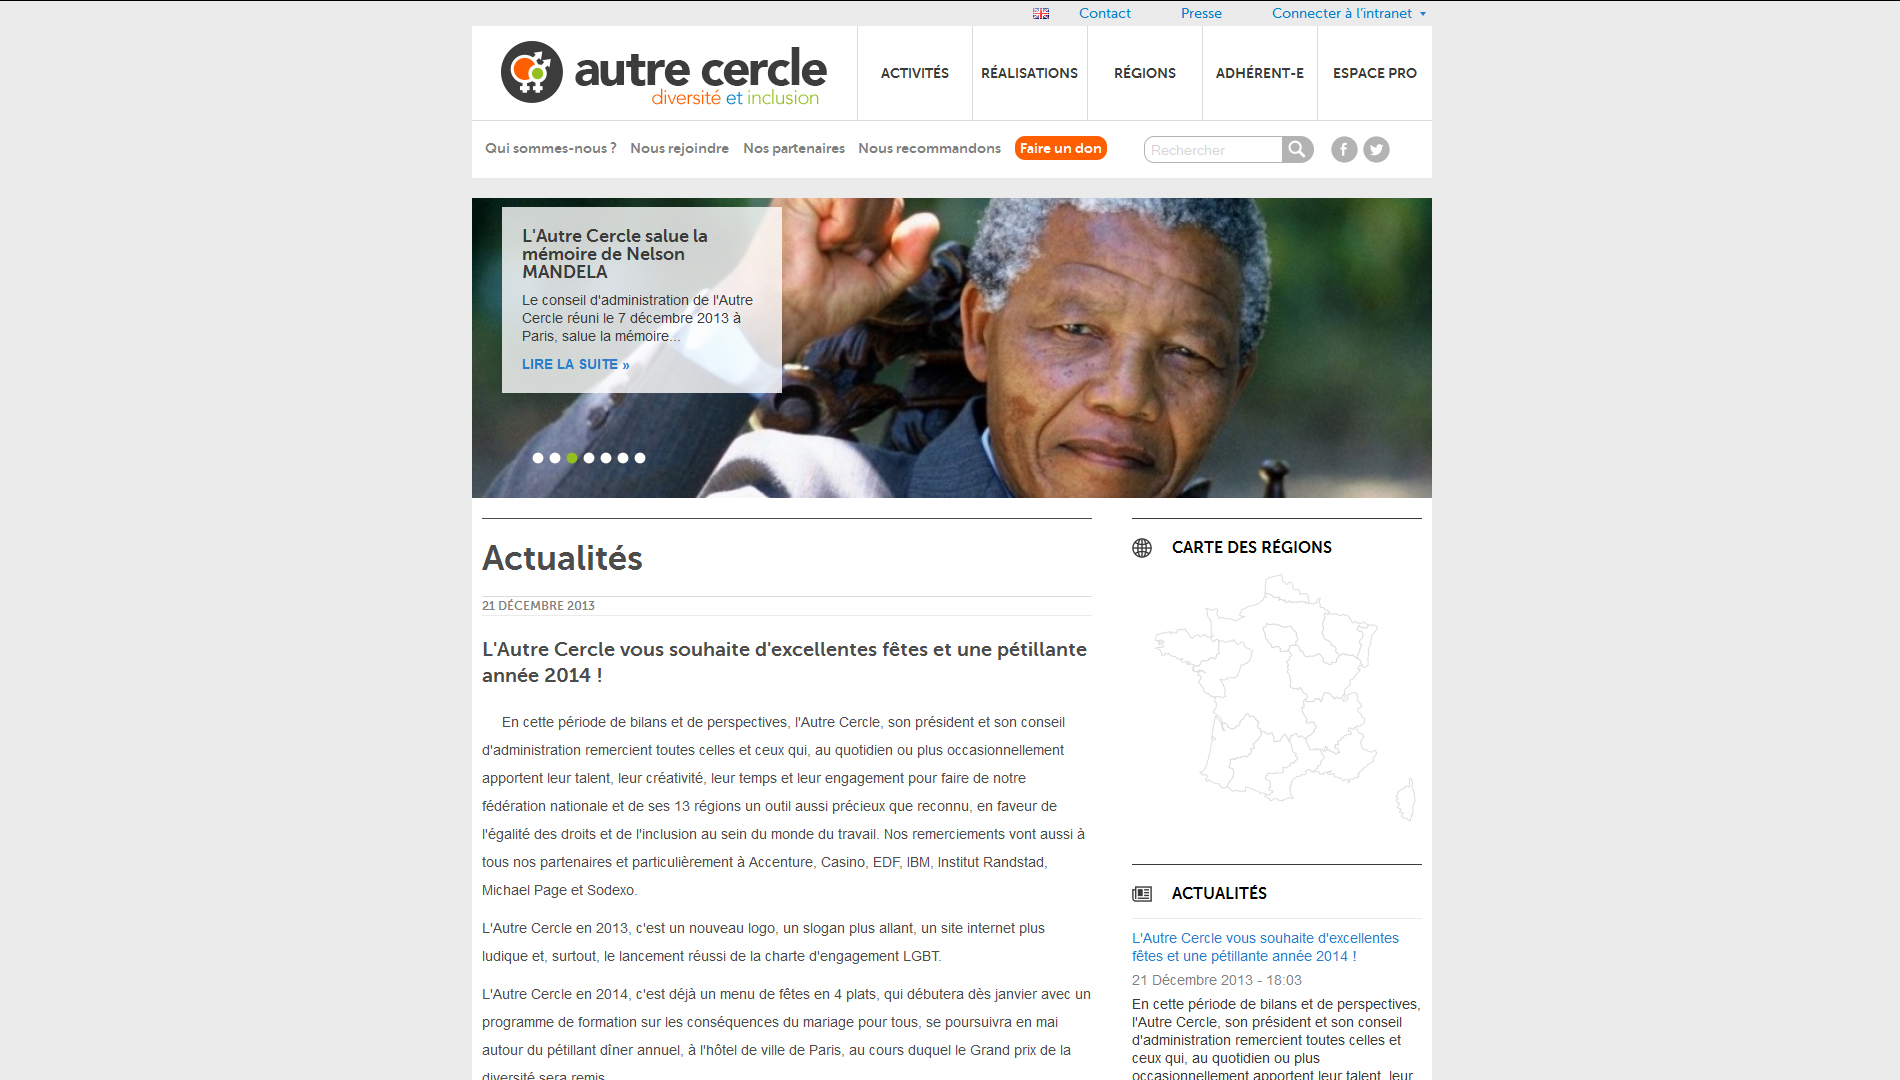 Contact
Presse
Connecter à l'intranet
autre cercle
diversité et inclusion
ACTIVITÉS
RÉALISATIONS
RÉGIONS
ADHÉRENT-E
ESPACE PRO
Qui sommes-nous ?
Nous rejoindre
Nos partenaires
Nous recommandons
Faire un don
Rechercher
L'Autre Cercle salue la
mémoire de Nelson
MANDELA
Le conseil d'administration de l'Autre
Cercle réuni le 7 décembre 2013 à
Paris, salue la mémoire...
LIRE LA SUITE »
Actualités
21 DÉCEMBRE 2013
L'Autre Cercle vous souhaite d'excellentes fêtes et une pétillante
année 2014 !
En cette période de bilans et de perspectives, l'Autre Cercle, son président et son conseil
d'administration remercient toutes celles et ceux qui, au quotidien ou plus occasionnellement
apportent leur talent, leur créativité, leur temps et leur engagement pour faire de notre
fédération nationale et de ses 13 régions un outil aussi précieux que reconnu, en faveur de
l'égalité des droits et de l'inclusion au sein du monde du travail. Nos remerciements vont aussi à
tous nos partenaires et particulièrement à Accenture, Casino, EDF, IBM, Institut Randstad,
Michael Page et Sodexo.
L'Autre Cercle en 2013, c'est un nouveau logo, un slogan plus allant, un site internet plus
ludique et, surtout, le lancement réussi de la charte d'engagement LGBT.
L'Autre Cercle en 2014, c'est déjà un menu de fêtes en 4 plats, qui débutera dès janvier avec un
programme de formation sur les conséquences du mariage pour tous, se poursuivra en mai
autour du pétillant dîner annuel, à l'hôtel de ville de Paris, au cours duquel le Grand prix de la
diversité sera remis
CARTE DES RÉGIONS
ACTUALITÉS
L'Autre Cercle vous souhaite d'excellentes
fêtes et une pétillante année 2014 !
21 Décembre 2013 - 18:03
En cette période de bilans et de perspectives,
l'Autre Cercle, son président et son conseil
d'administration remercient toutes celles et
ceux qui, au quotidien ou plus
occasionnellement apportent leur talent, leur